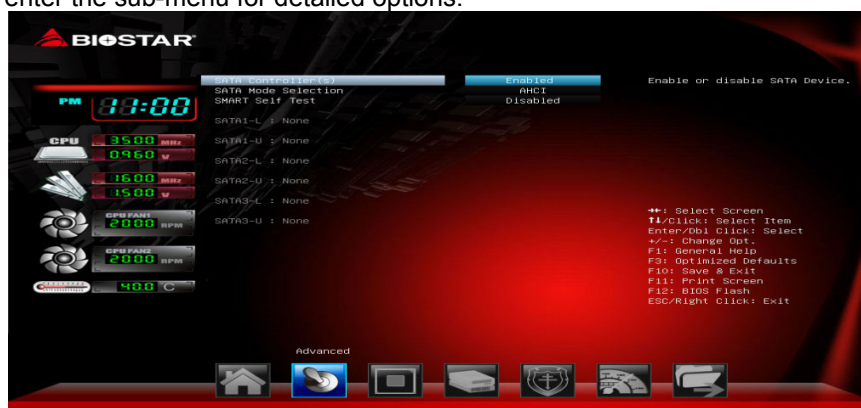 enter the sub-menu for detailed options.
BIOSTAR
SATA Controller(s) Enabled
SATA Mode Selection AHCI
SMART Self Test Disabled
SATA1-L : None
SATA1-U : None
SATA2-L : None
SATA2-U : None
SATA3-L : None
SATA3-U : None
Enable or disable SATA Device.
PM 11:00
CPU 3500 MHz
0.960 V
1600 MHz
1.500 V
CPU FAN1
2000 RPM
CPU FAN2
2000 RPM
40.0 C
→←: Select Screen
↑↓/Click: Select Item
Enter/Dbl Click: Select
+/-: Change Opt.
F1: General Help
F3: Optimized Defaults
F10: Save & Exit
F11: Print Screen
F12: BIOS Flash
ESC/Right Click: Exit
Advanced